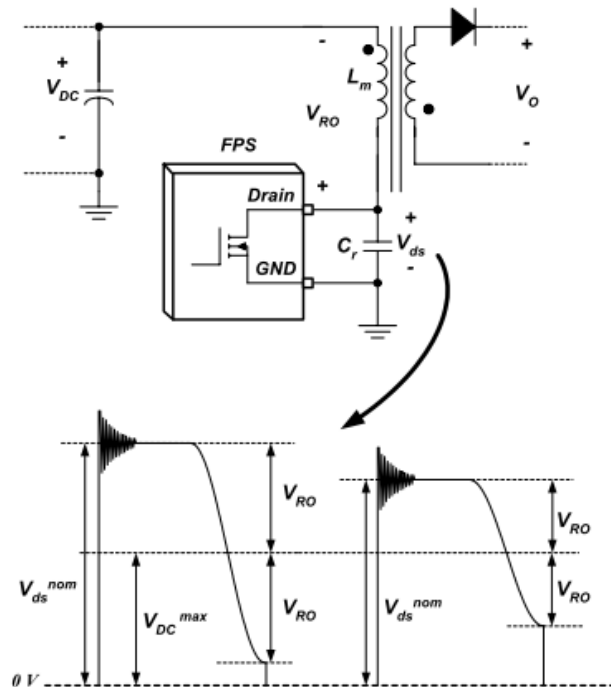 +
-
+
V_DC
-
L_m
V_RO
V_O
-
FPS
Drain
+
+
C_r
V_ds
GND
-
V_RO
V_RO
V_ds^nom
V_RO
V_DC^max
V_ds^nom
V_RO
0 V